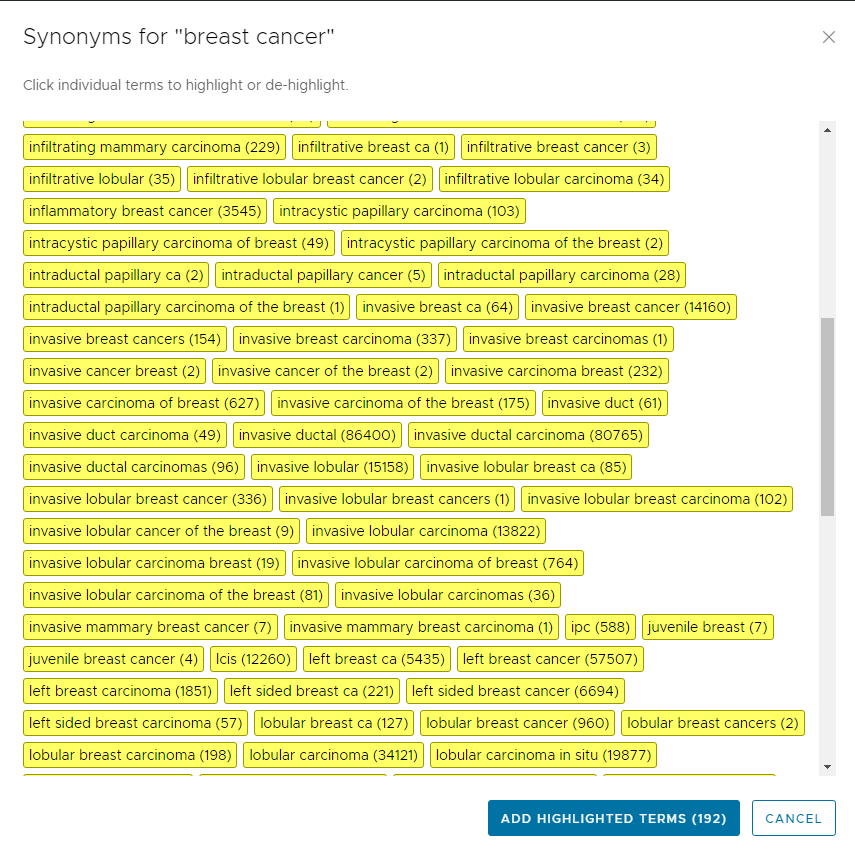 Synonyms for "breast cancer"
Click individual terms to highlight or de-highlight.
infiltrating mammary carcinoma (229) infiltrative breast ca (1) infiltrative breast cancer (3)
infiltrative lobular (35) infiltrative lobular breast cancer (2) infiltrative lobular carcinoma (34)
inflammatory breast cancer (3545) intracystic papillary carcinoma (103)
intracystic papillary carcinoma of breast (49) intracystic papillary carcinoma of the breast (2)
intraductal papillary ca (2) intraductal papillary cancer (5) intraductal papillary carcinoma (28)
intraductal papillary carcinoma of the breast (1) invasive breast ca (64) invasive breast cancer (14160)
invasive breast cancers (154) invasive breast carcinoma (337) invasive breast carcinomas (1)
invasive cancer breast (2) invasive cancer of the breast (2) invasive carcinoma breast (232)
invasive carcinoma of breast (627) invasive carcinoma of the breast (175) invasive duct (61)
invasive duct carcinoma (49) invasive ductal (86400) invasive ductal carcinoma (80765)
invasive ductal carcinomas (96) invasive lobular (15158) invasive lobular breast ca (85)
invasive lobular breast cancer (336) invasive lobular breast cancers (1) invasive lobular breast carcinoma (102)
invasive lobular cancer of the breast (9) invasive lobular carcinoma (13822)
invasive lobular carcinoma breast (19) invasive lobular carcinoma of breast (764)
invasive lobular carcinoma of the breast (81) invasive lobular carcinomas (36)
invasive mammary breast cancer (7) invasive mammary breast carcinoma (1) ipc (588) juvenile breast (7)
juvenile breast cancer (4) lcis (12260) left breast ca (5435) left breast cancer (57507)
left breast carcinoma (1851) left sided breast ca (221) left sided breast cancer (6694)
left sided breast carcinoma (57) lobular breast ca (127) lobular breast cancer (960) lobular breast cancers (2)
lobular breast carcinoma (198) lobular carcinoma (34121) lobular carcinoma in situ (19877)
ADD HIGHLIGHTED TERMS (192) CANCEL